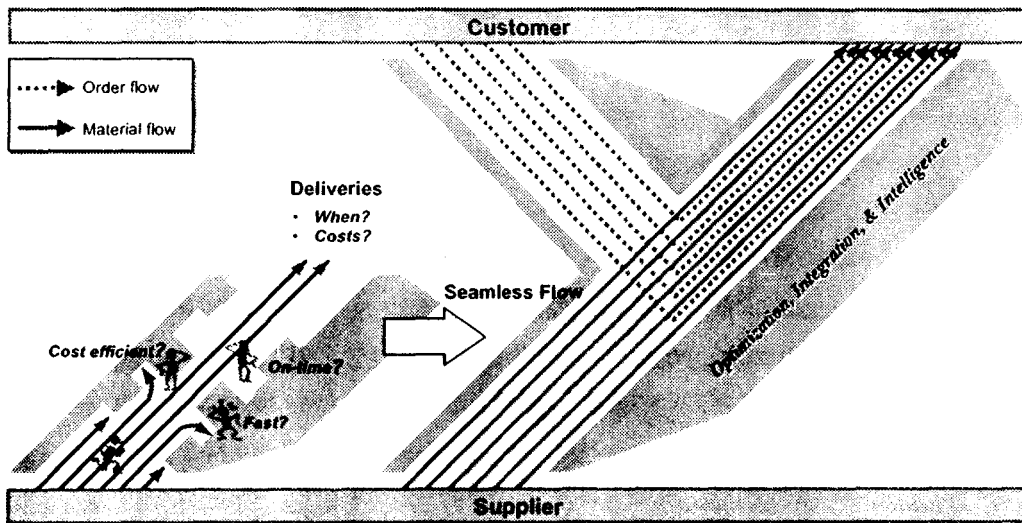 Customer
Order flow
Material flow
Deliveries
• When?
• Costs?
Seamless Flow
Cost efficient?
On-time?
Fast?
Optimization, Integration, & Intelligence
Supplier